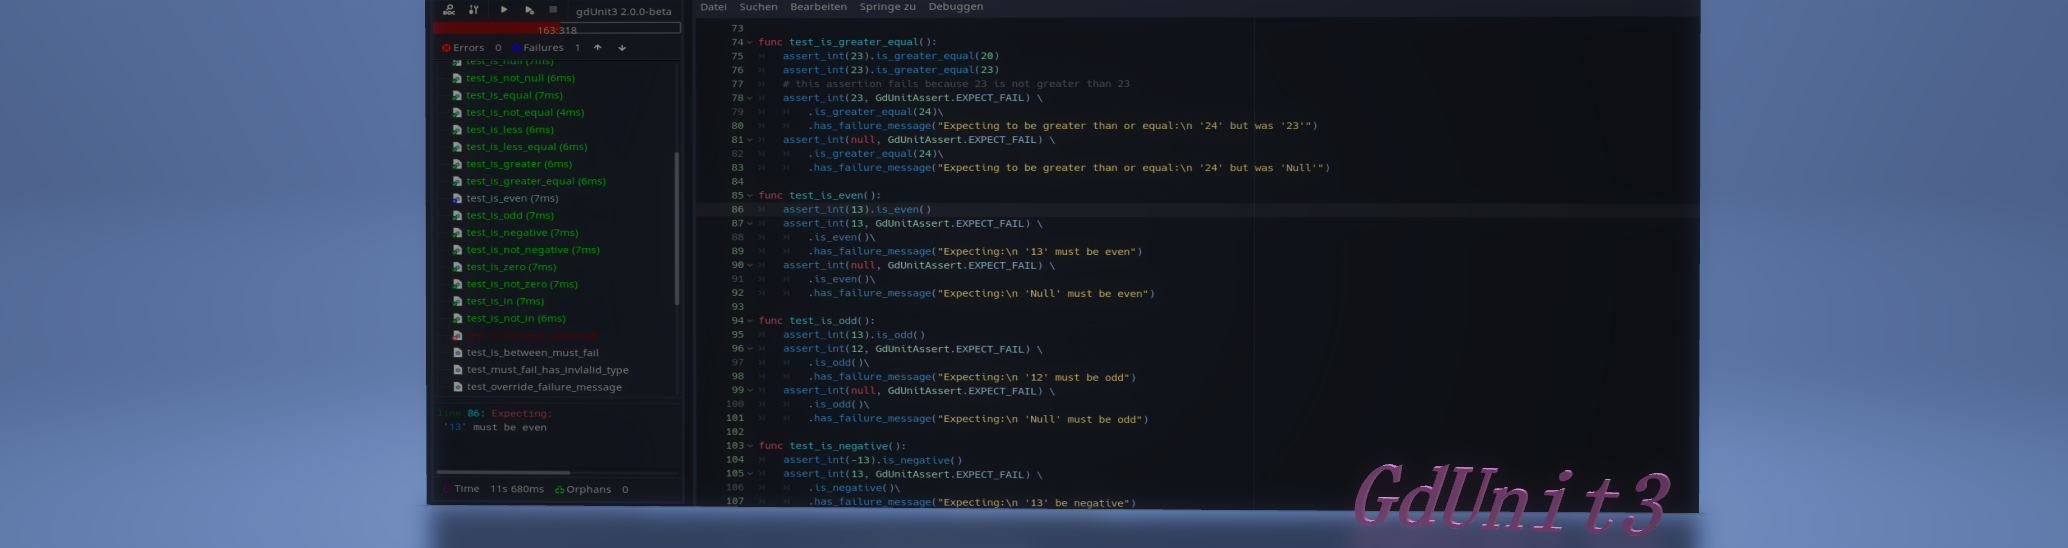 gdUnit3 2.0.0-beta
163:318
Errors 0 Failures 1
test_is_null (7ms)
test_is_not_null (6ms)
test_is_equal (7ms)
test_is_not_equal (4ms)
test_is_less (6ms)
test_is_less_equal (6ms)
test_is_greater (6ms)
test_is_greater_equal (6ms)
test_is_even (7ms)
test_is_odd (7ms)
test_is_negative (7ms)
test_is_not_negative (7ms)
test_is_zero (7ms)
test_is_not_zero (7ms)
test_is_in (7ms)
test_is_not_in (6ms)
test_is_between_must_fail
test_must_fail_has_invlalid_type
test_override_failure_message
line 86: Expecting:
'13' must be even
Time 11s 680ms Orphans 0
Datei Suchen Bearbeiten Springe zu Debuggen
73
74 func test_is_greater_equal():
75 assert_int(23).is_greater_equal(20)
76 assert_int(23).is_greater_equal(23)
77 # this assertion fails because 23 is not greater than 23
78 assert_int(23, GdUnitAssert.EXPECT_FAIL) \
79 .is_greater_equal(24)\
80 .has_failure_message("Expecting to be greater than or equal:\n '24' but was '23'")
81 assert_int(null, GdUnitAssert.EXPECT_FAIL) \
82 .is_greater_equal(24)\
83 .has_failure_message("Expecting to be greater than or equal:\n '24' but was 'Null'")
84
85 func test_is_even():
86 assert_int(13).is_even()
87 assert_int(13, GdUnitAssert.EXPECT_FAIL) \
88 .is_even()\
89 .has_failure_message("Expecting:\n '13' must be even")
90 assert_int(null, GdUnitAssert.EXPECT_FAIL) \
91 .is_even()\
92 .has_failure_message("Expecting:\n 'Null' must be even")
93
94 func test_is_odd():
95 assert_int(13).is_odd()
96 assert_int(12, GdUnitAssert.EXPECT_FAIL) \
97 .is_odd()\
98 .has_failure_message("Expecting:\n '12' must be odd")
99 assert_int(null, GdUnitAssert.EXPECT_FAIL) \
100 .is_odd()\
101 .has_failure_message("Expecting:\n 'Null' must be odd")
102
103 func test_is_negative():
104 assert_int(-13).is_negative()
105 assert_int(13, GdUnitAssert.EXPECT_FAIL) \
106 .is_negative()\
107 .has_failure_message("Expecting:\n '13' be negative")
GdUnit3